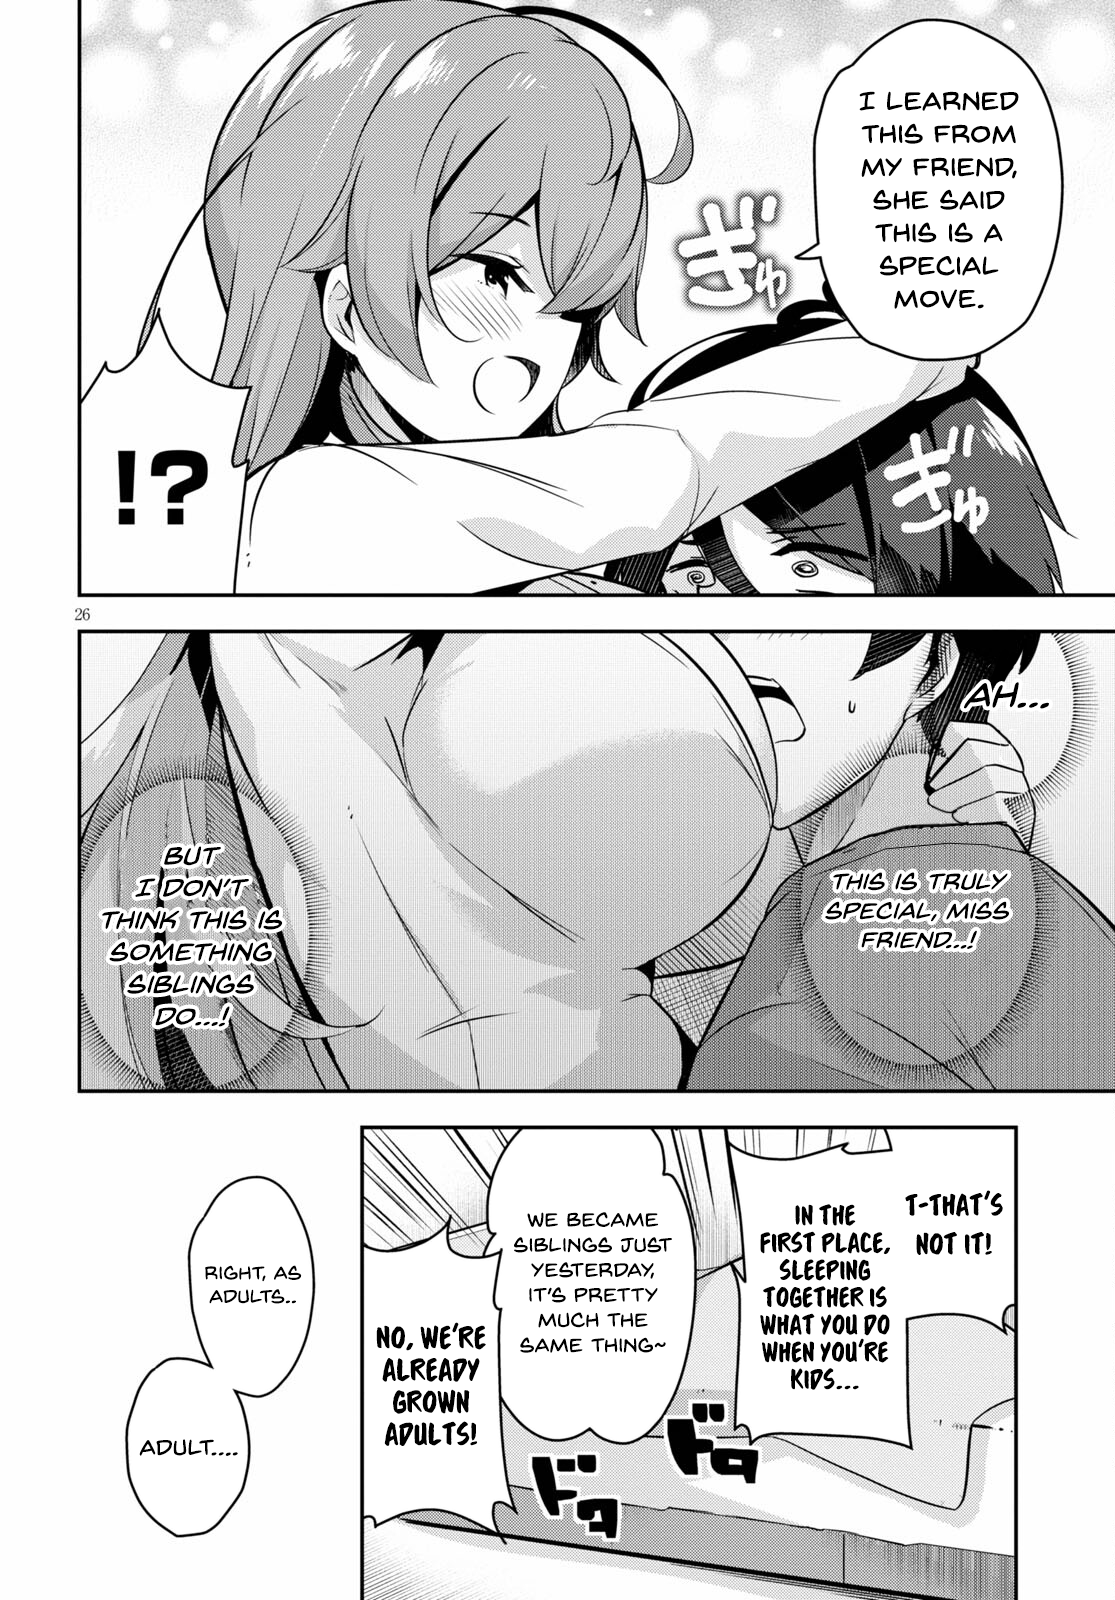 I LEARNED
THIS FROM
MY FRIEND,
SHE SAID
THIS IS A
SPECIAL
MOVE.
ぎゅ
ぎゅ
!?
26
AH...
THIS IS TRULY
SPECIAL, MISS
FRIEND...!
BUT
I DON'T
THINK THIS IS
SOMETHING
SIBLINGS
DO....!
T-THAT'S
NOT IT!
IN THE
FIRST PLACE,
SLEEPING
TOGETHER IS
WHAT YOU DO
WHEN YOU'RE
KIDS...
WE BECAME
SIBLINGS JUST
YESTERDAY,
IT'S PRETTY
MUCH THE
SAME THING~
ドタ
ドタ
NO, WE'RE
ALREADY
GROWN
ADULTS!
RIGHT, AS
ADULTS..
ADULT....